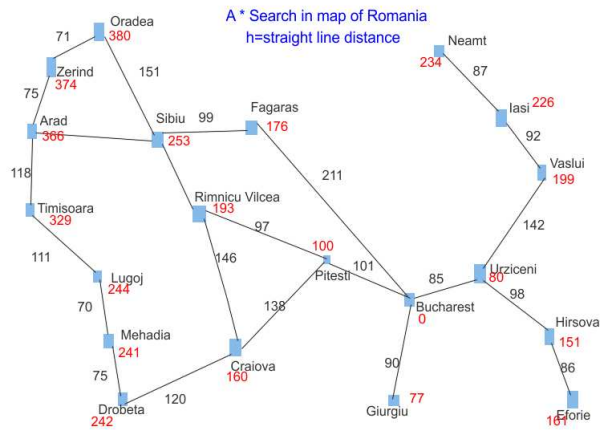 A * Search in map of Romania
h=straight line distance
Oradea
380
71
Zerind
374
151
75
Arad
366
Sibiu
253
99
Fagaras
176
118
Timisoara
329
Rimnicu Vilcea
193
97
211
111
Lugoj
244
146
100
Pitesti
101
70
138
Mehadia
241
75
Drobeta
242
120
Craiova
160
Neamt
234
87
Iasi
226
92
Vaslui
199
142
Urziceni
80
85
Bucharest
0
98
Hirsova
151
90
86
Giurgiu
77
Eforie
161